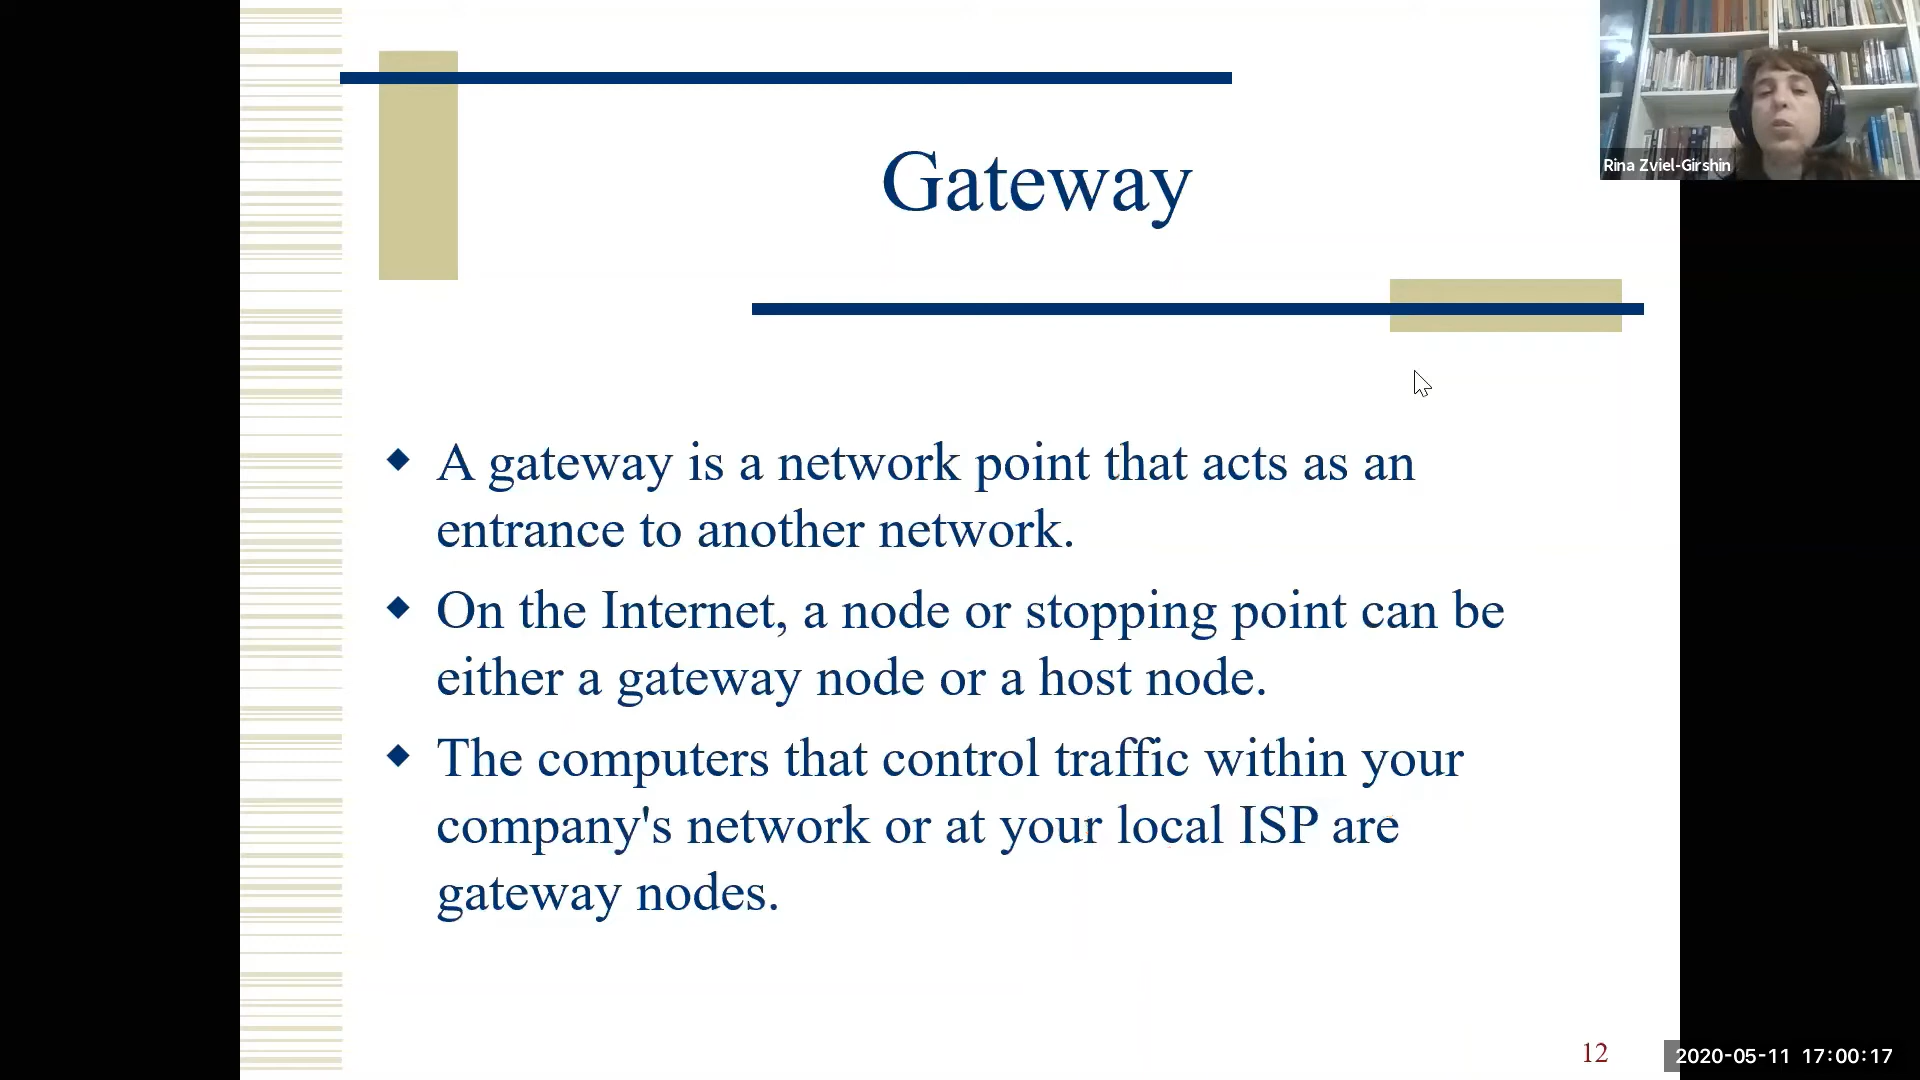 Gateway
Rina Zviel-Girshin
A gateway is a network point that acts as an
entrance to another network.
On the Internet, a node or stopping point can be
either a gateway node or a host node.
The computers that control traffic within your
company's network or at your local ISP are
gateway nodes.
12
2020-05-11 17:00:17